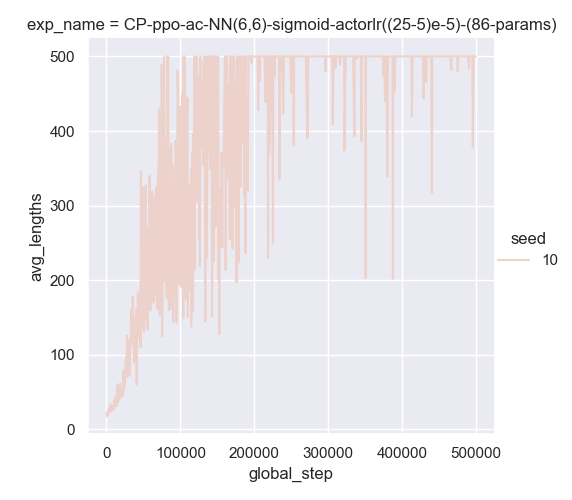 exp_name = CP-ppo-ac-NN(6,6)-sigmoid-actorlr((25-5)e-5)-(86-params)
500
400
300
200
100
0
avg_lengths
0 100000 200000 300000 400000 500000
global_step
seed
10